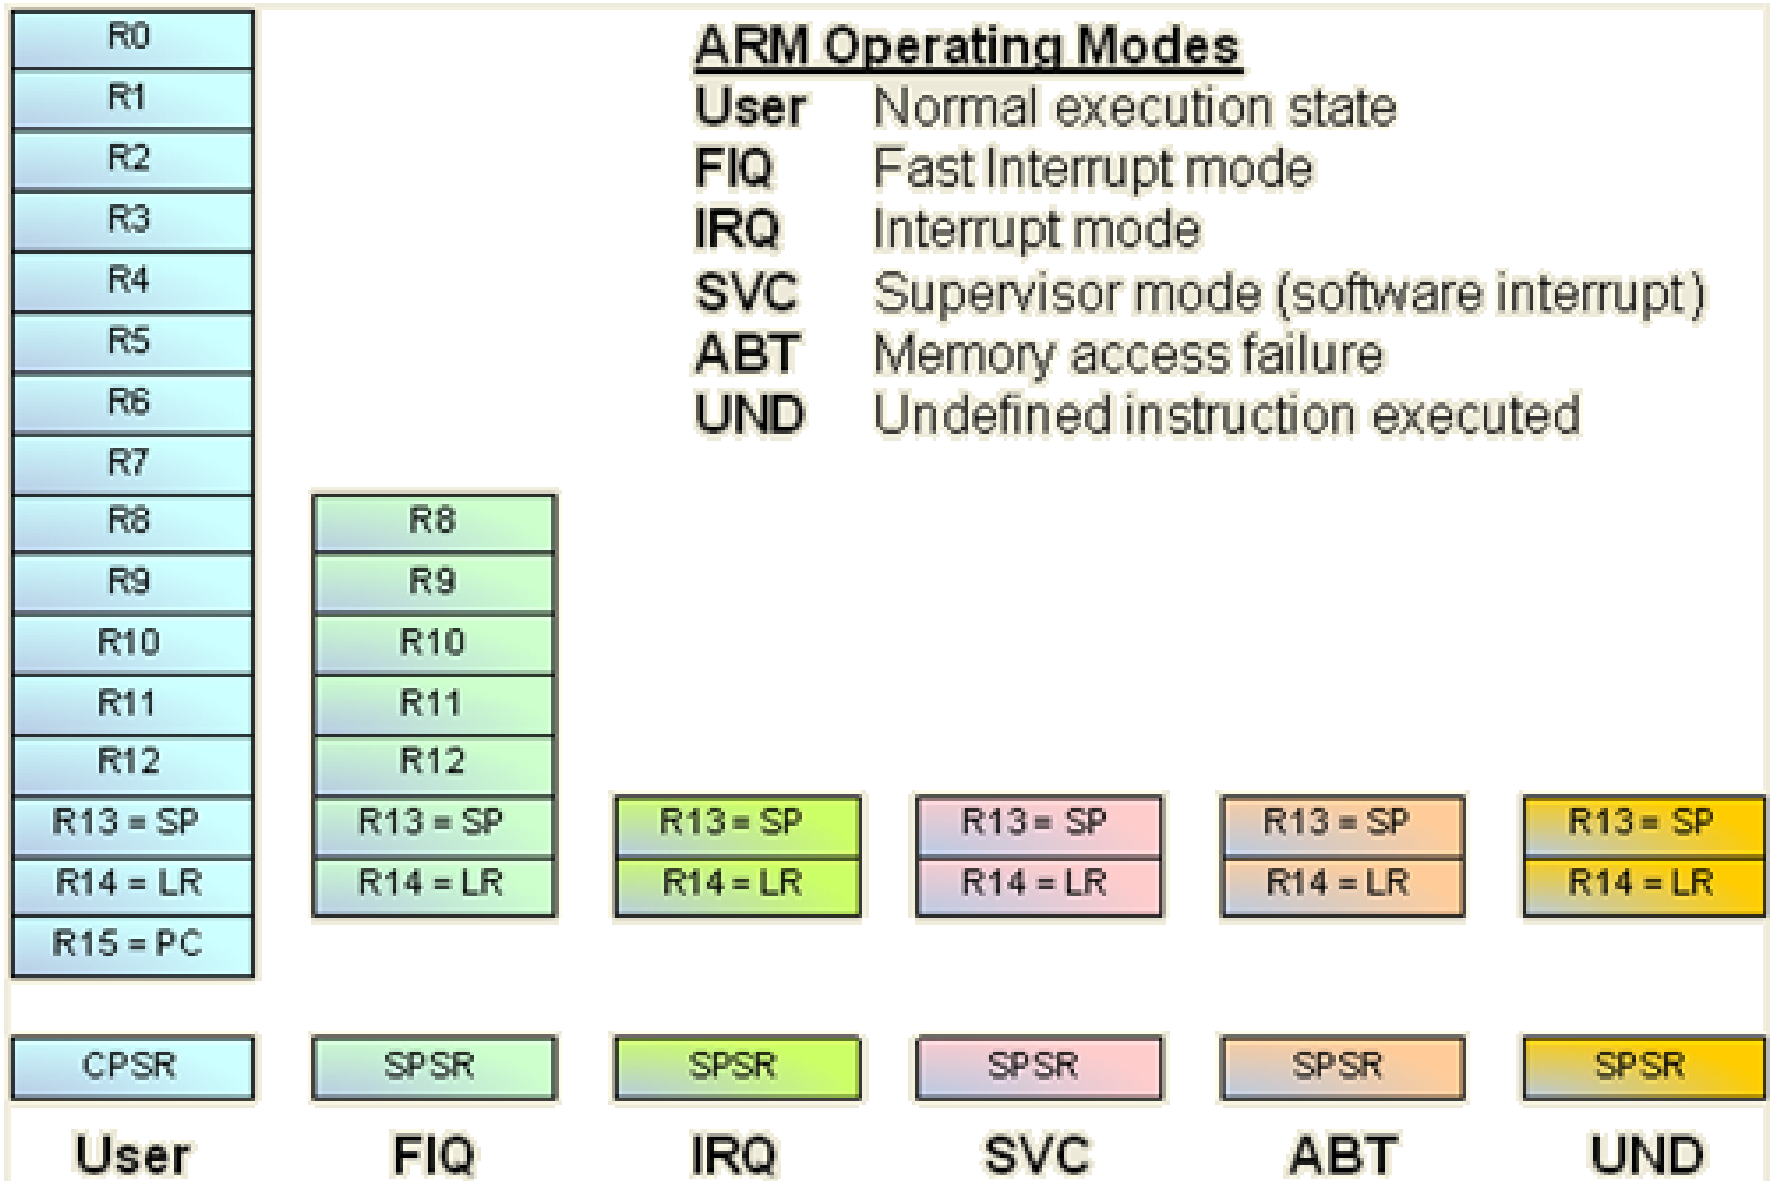 ARM Operating Modes
User Normal execution state
FIQ Fast Interrupt mode
IRQ Interrupt mode
SVC Supervisor mode (software interrupt)
ABT Memory access failure
UND Undefined instruction executed
R0
R1
R2
R3
R4
R5
R6
R7
R8 R8
R9 R9
R10 R10
R11 R11
R12 R12
R13 = SP R13 = SP R13 = SP R13 = SP R13 = SP R13 = SP
R14 = LR R14 = LR R14 = LR R14 = LR R14 = LR R14 = LR
R15 = PC
CPSR SPSR SPSR SPSR SPSR SPSR
User FIQ IRQ SVC ABT UND